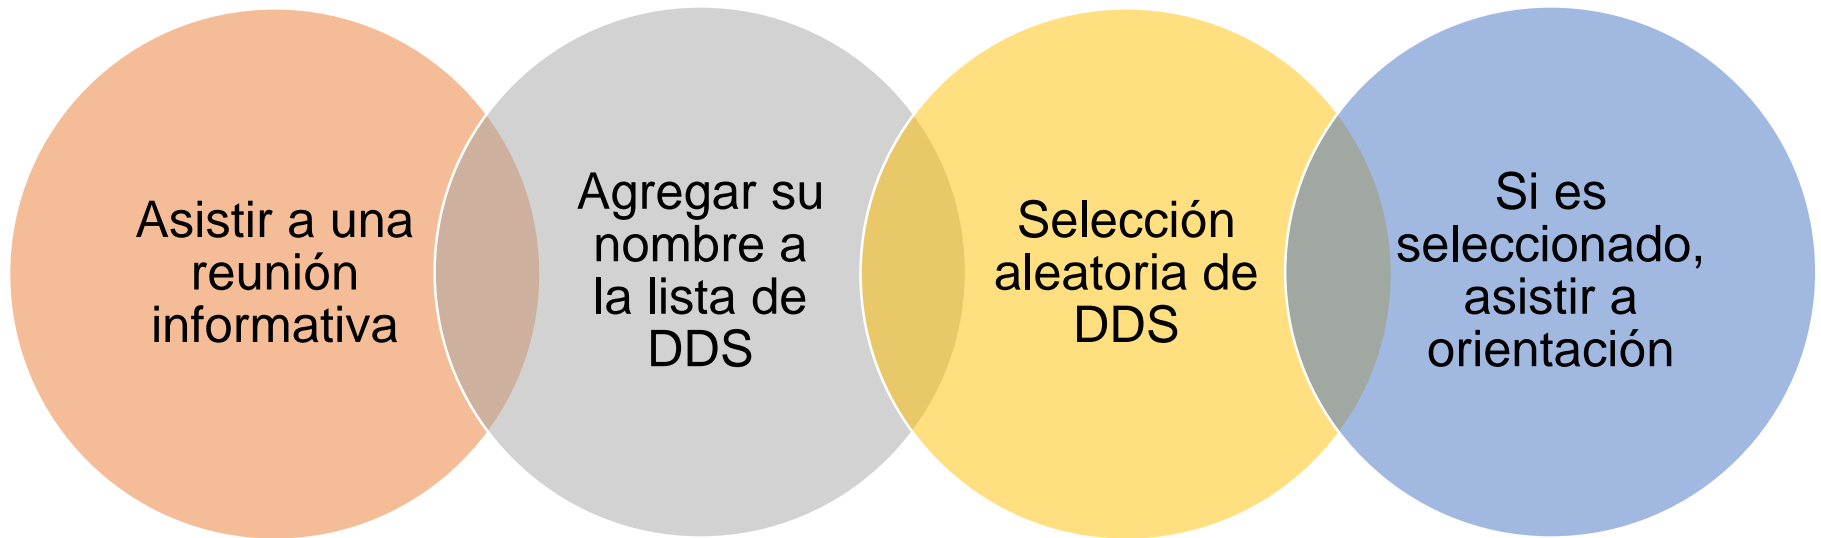 Asistir a una
reunión
informativa
Agregar su
nombre a
la lista de
DDS
Selección
aleatoria de
DDS
Si es
seleccionado,
asistir a
orientación